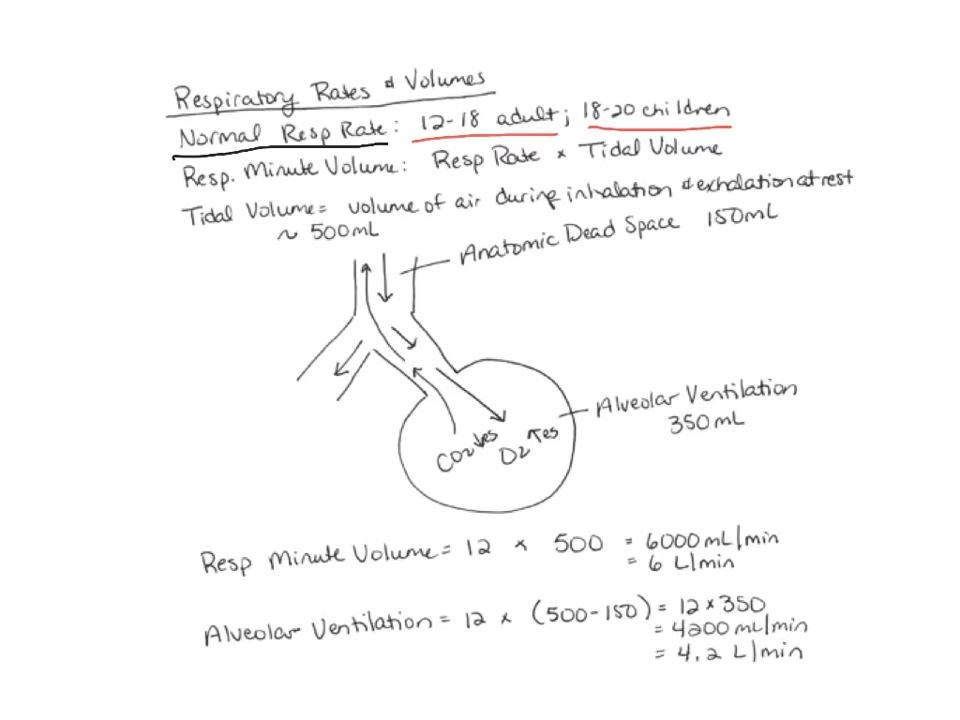 Respiratory Rates & Volumes
Normal Resp Rate: 12-18 adult; 18-20 children
Resp. Minute Volume: Resp Rate × Tidal Volume
Tidal Volume = volume of air during inhalation & exhalation at rest
~ 500mL
Anatomic Dead Space 150mL
Alveolar Ventilation
350mL
CO2 ↓es O2 ↑es
Resp Minute Volume = 12 × 500 = 6000mL/min
= 6 L/min
Alveolar Ventilation = 12 × (500-150) = 12×350
= 4200 mL/min
= 4.2 L/min